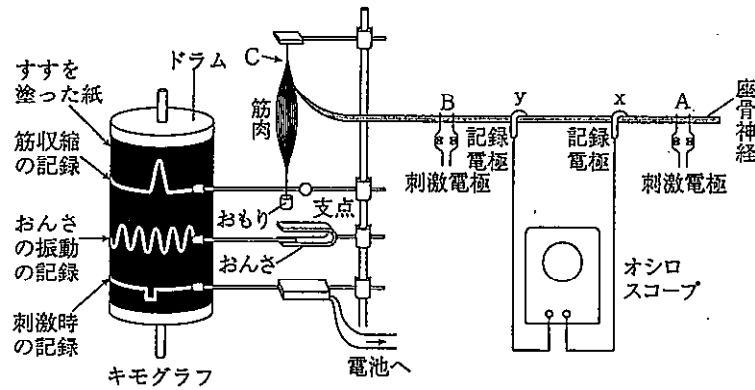 ドラム
すすを
塗った紙
筋収縮
の記録
おんさ
の振動
の記録
刺激時
の記録
キモグラフ
C
筋肉
おもり
支点
おんさ
電池へ
B
y
x
A
座骨神経
記録
電極
記録
電極
刺激電極
刺激電極
オシロ
スコープ